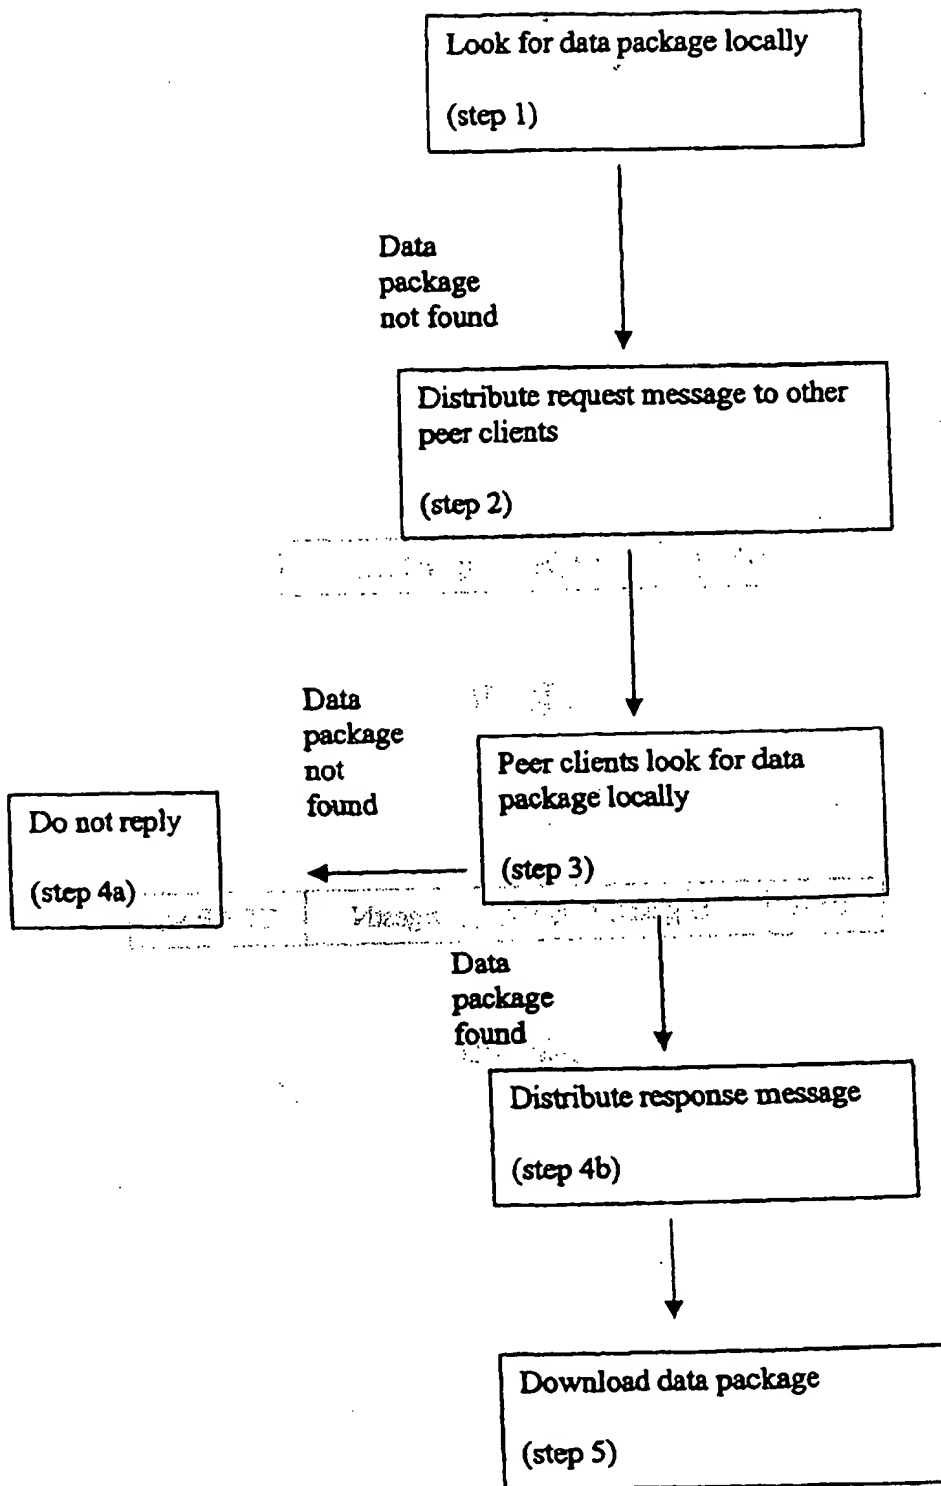 Look for data package locally
(step 1)
Data
package
not found
Distribute request message to other
peer clients
(step 2)
Data
package
not
found
Peer clients look for data
package locally
(step 3)
Do not reply
(step 4a)
Data
package
found
Distribute response message
(step 4b)
Download data package
(step 5)